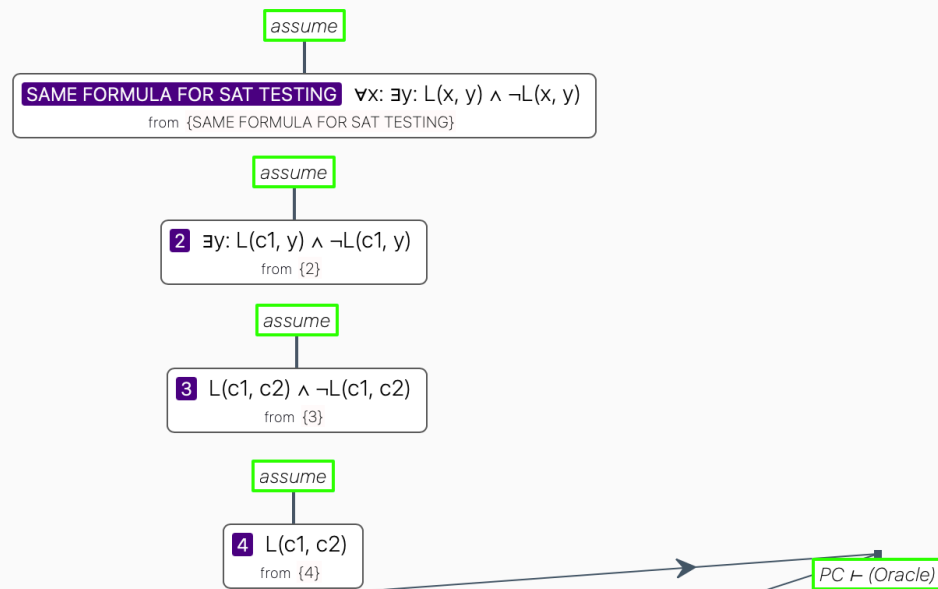 assume
SAME FORMULA FOR SAT TESTING ∀x: ∃y: L(x, y) ∧ ¬L(x, y)
from {SAME FORMULA FOR SAT TESTING}
assume
2 ∃y: L(c1, y) ∧ ¬L(c1, y)
from {2}
assume
3 L(c1, c2) ∧ ¬L(c1, c2)
from {3}
assume
4 L(c1, c2)
from {4}
PC ⊢ (Oracle)